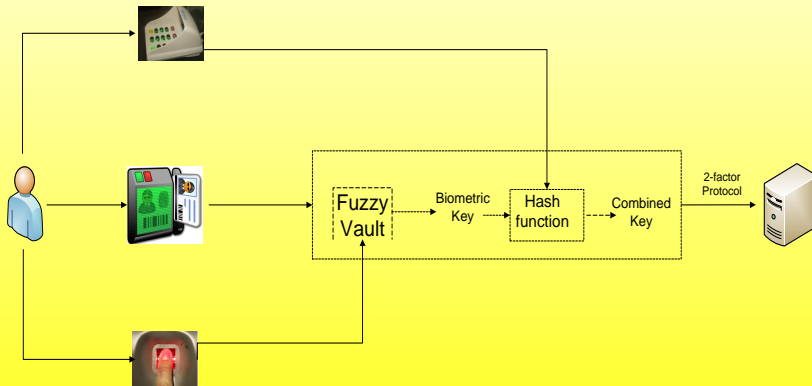 2-factor
Protocol
Fuzzy
Vault
Biometric
Key
Hash
function
Combined
Key